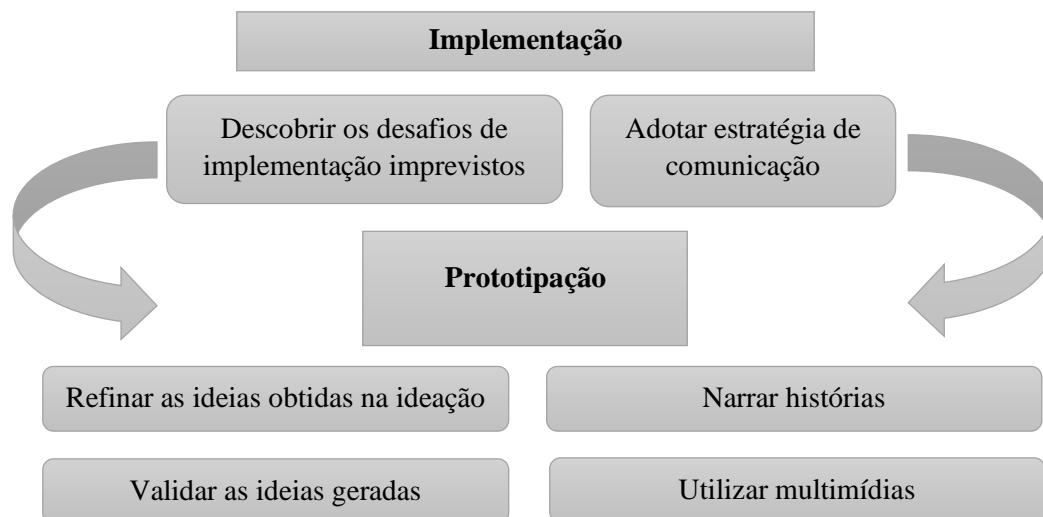 Implementação
Descobrir os desafios de
implementação imprevistos
Adotar estratégia de
comunicação
Prototipação
Refinar as ideias obtidas na ideação
Narrar histórias
Validar as ideias geradas
Utilizar multimídias